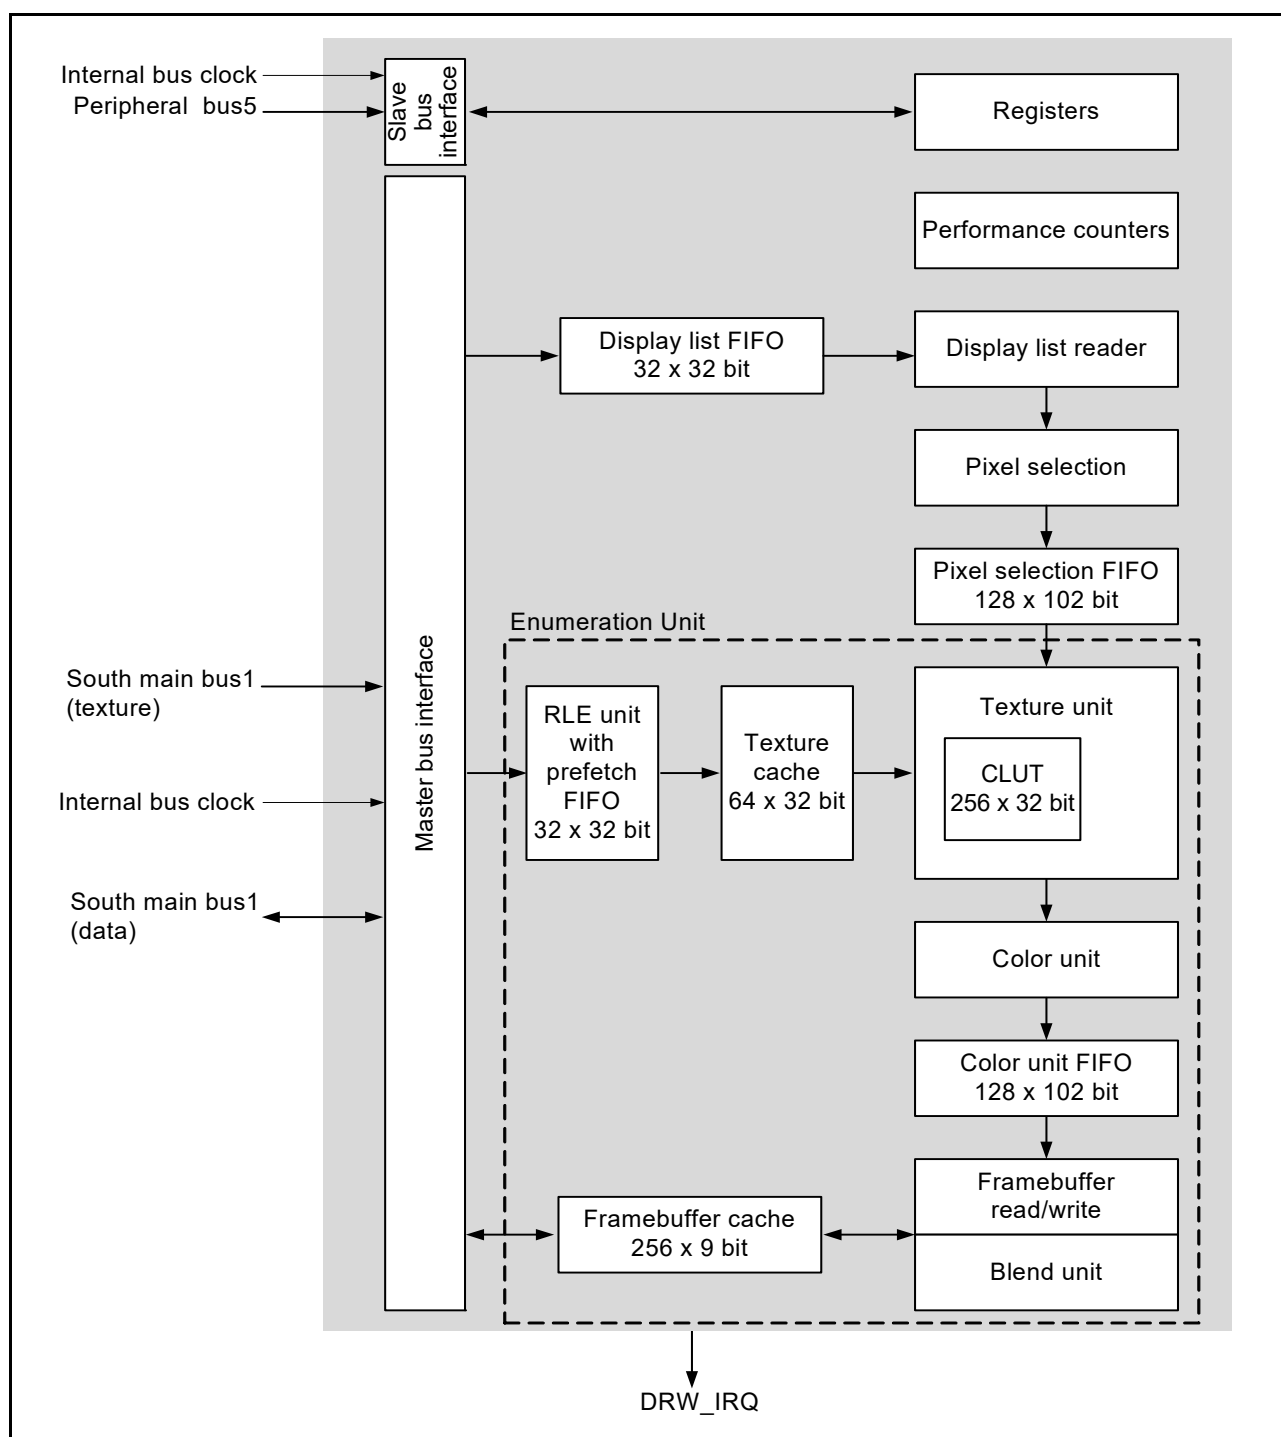 Internal bus clock
Peripheral bus5
Slave
bus
interface
Registers
Performance counters
Display list FIFO
32 x 32 bit
Display list reader
Pixel selection
Pixel selection FIFO
128 x 102 bit
Enumeration Unit
South main bus1
(texture)
Master bus interface
RLE unit
with
prefetch
FIFO
32 x 32 bit
Texture
cache
64 x 32 bit
Texture unit
CLUT
256 x 32 bit
Internal bus clock
South main bus1
(data)
Color unit
Color unit FIFO
128 x 102 bit
Framebuffer
read/write
Framebuffer cache
256 x 9 bit
Blend unit
DRW_IRQ